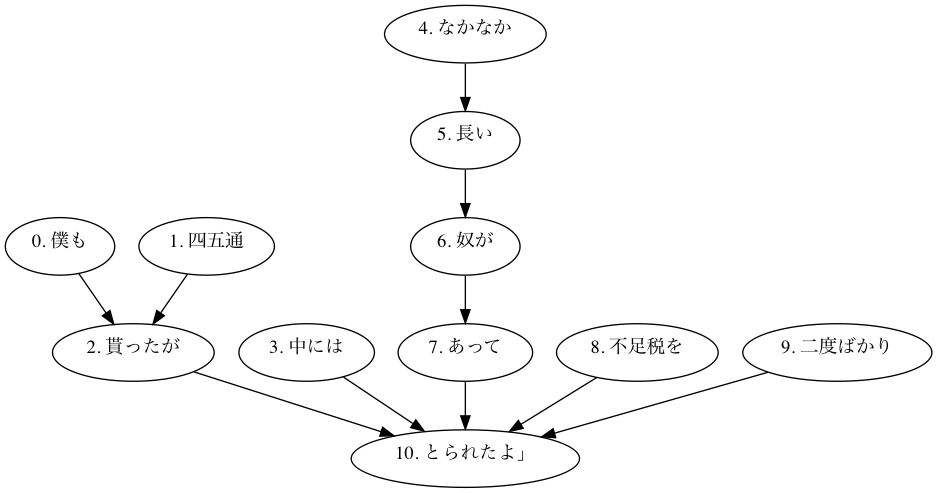 4. なかなか
5. 長い
0. 僕も
1. 四五通
6. 奴が
2. 貰ったが
3. 中には
7. あって
8. 不足税を
9. 二度ばかり
10. とられたよ」